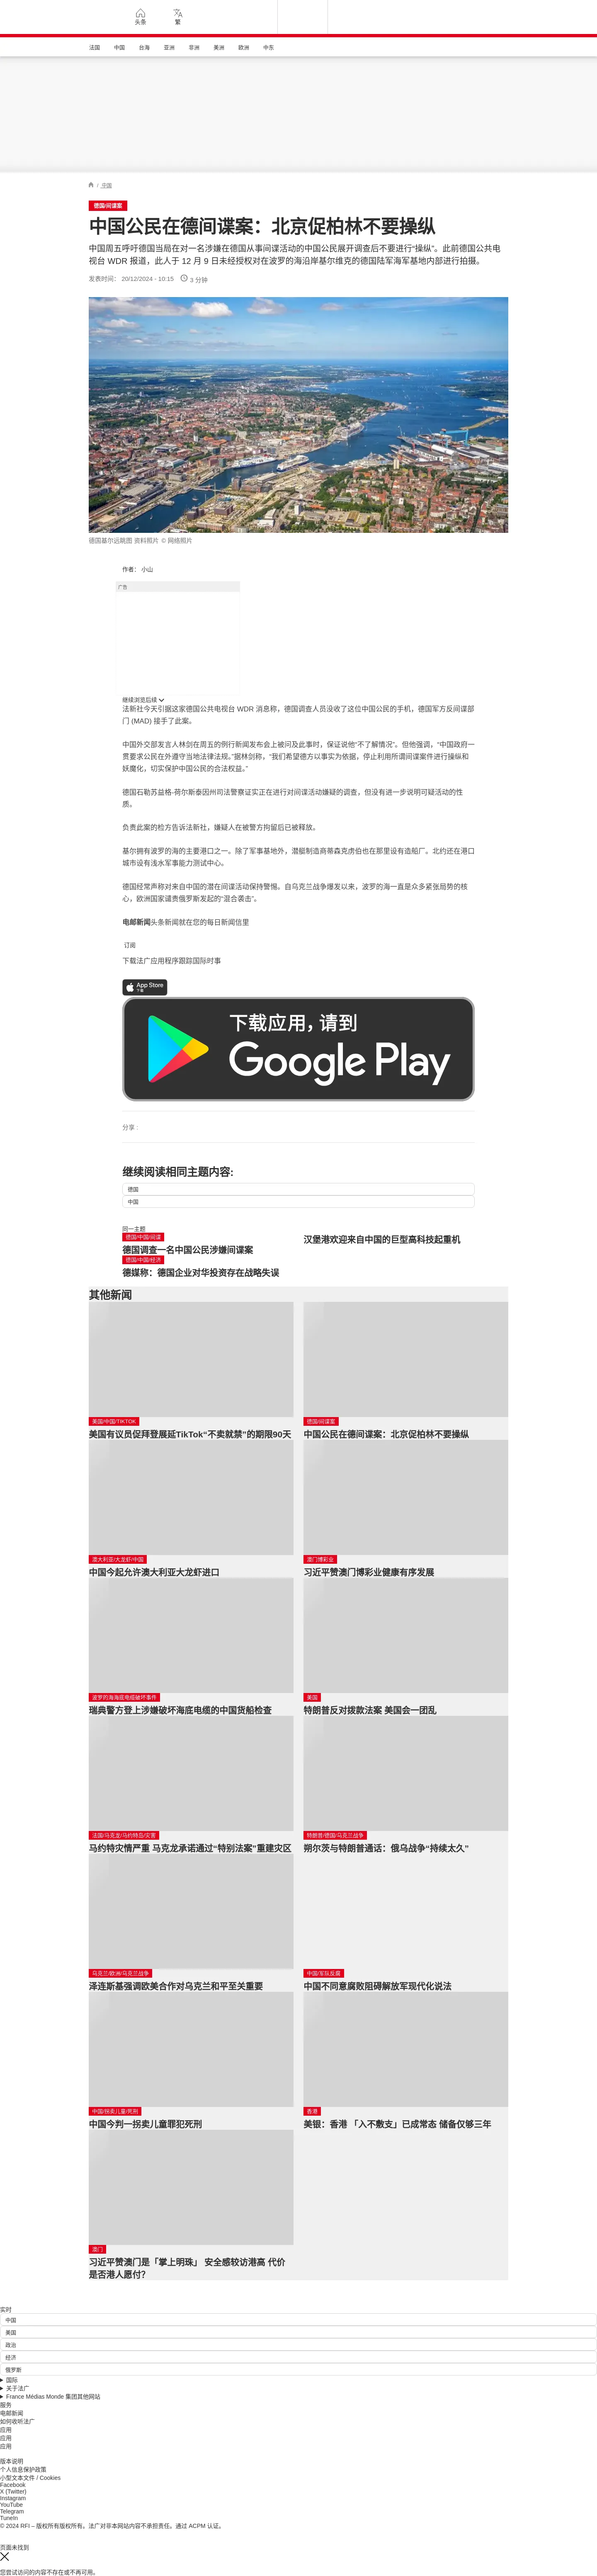 头条
繁
法国 中国 台海 亚洲 非洲 美洲 欧洲 中东
/ 中国
德国/间谍案
中国公民在德间谍案：北京促柏林不要操纵
中国周五呼吁德国当局在对一名涉嫌在德国从事间谍活动的中国公民展开调查后不要进行“操纵”。此前德国公共电
视台 WDR 报道，此人于 12 月 9 日未经授权对在波罗的海沿岸基尔维克的德国陆军海军基地内部进行拍摄。
发表时间： 20/12/2024 - 10:15 3 分钟
德国基尔远眺图 资料照片 © 网络照片
作者： 小山
广告
继续浏览后续
法新社今天引据这家德国公共电视台 WDR 消息称，德国调查人员没收了这位中国公民的手机，德国军方反间谍部
门 (MAD) 接手了此案。
中国外交部发言人林剑在周五的例行新闻发布会上被问及此事时，保证说他“不了解情况”。但他强调，“中国政府一
贯要求公民在外遵守当地法律法规。”据林剑称，“我们希望德方以事实为依据，停止利用所谓间谍案件进行操纵和
妖魔化，切实保护中国公民的合法权益。”
德国石勒苏益格-荷尔斯泰因州司法警察证实正在进行对间谍活动嫌疑的调查，但没有进一步说明可疑活动的性
质。
负责此案的检方告诉法新社，嫌疑人在被警方拘留后已被释放。
基尔拥有波罗的海的主要港口之一。除了军事基地外，潜艇制造商蒂森克虏伯也在那里设有造船厂。北约还在港口
城市设有浅水军事能力测试中心。
德国经常声称对来自中国的潜在间谍活动保持警惕。自乌克兰战争爆发以来，波罗的海一直是众多紧张局势的核
心，欧洲国家谴责俄罗斯发起的“混合袭击”。
电邮新闻头条新闻就在您的每日新闻信里
订阅
下载法广应用程序跟踪国际时事
App Store
下载
下载应用，请到
Google Play
分享 :
继续阅读相同主题内容:
德国
中国
同一主题
德国/中国/间谍
德国调查一名中国公民涉嫌间谍案
汉堡港欢迎来自中国的巨型高科技起重机
德国/中国/经济
德媒称：德国企业对华投资存在战略失误
其他新闻
美国/中国/TIKTOK
美国有议员促拜登展延TikTok“不卖就禁”的期限90天
德国/间谍案
中国公民在德间谍案：北京促柏林不要操纵
澳大利亚/大龙虾/中国
中国今起允许澳大利亚大龙虾进口
澳门博彩业
习近平赞澳门博彩业健康有序发展
波罗的海海底电缆破坏事件
瑞典警方登上涉嫌破坏海底电缆的中国货船检查
美国
特朗普反对拨款法案 美国会一团乱
法国/马克龙/马约特岛/灾害
马约特灾情严重 马克龙承诺通过“特别法案”重建灾区
特朗普/德国/乌克兰战争
朔尔茨与特朗普通话：俄乌战争“持续太久”
乌克兰/欧洲/乌克兰战争
泽连斯基强调欧美合作对乌克兰和平至关重要
中国/军队反腐
中国不同意腐败阻碍解放军现代化说法
中国/拐卖儿童/死刑
中国今判一拐卖儿童罪犯死刑
香港
美银：香港 「入不敷支」已成常态 储备仅够三年
澳门
习近平赞澳门是「掌上明珠」 安全感较访港高 代价
是否港人愿付？
实时
中国
美国
政治
经济
俄罗斯
国际
关于法广
France Médias Monde 集团其他网站
服务
电邮新闻
如何收听法广
应用
应用
应用
版本说明
个人信息保护政策
小型文本文件 / Cookies
Facebook
X (Twitter)
Instagram
YouTube
Telegram
TuneIn
© 2024 RFI – 版权所有版权所有。法广对非本网站内容不承担责任。通过 ACPM 认证。
页面未找到
您尝试访问的内容不存在或不再可用。